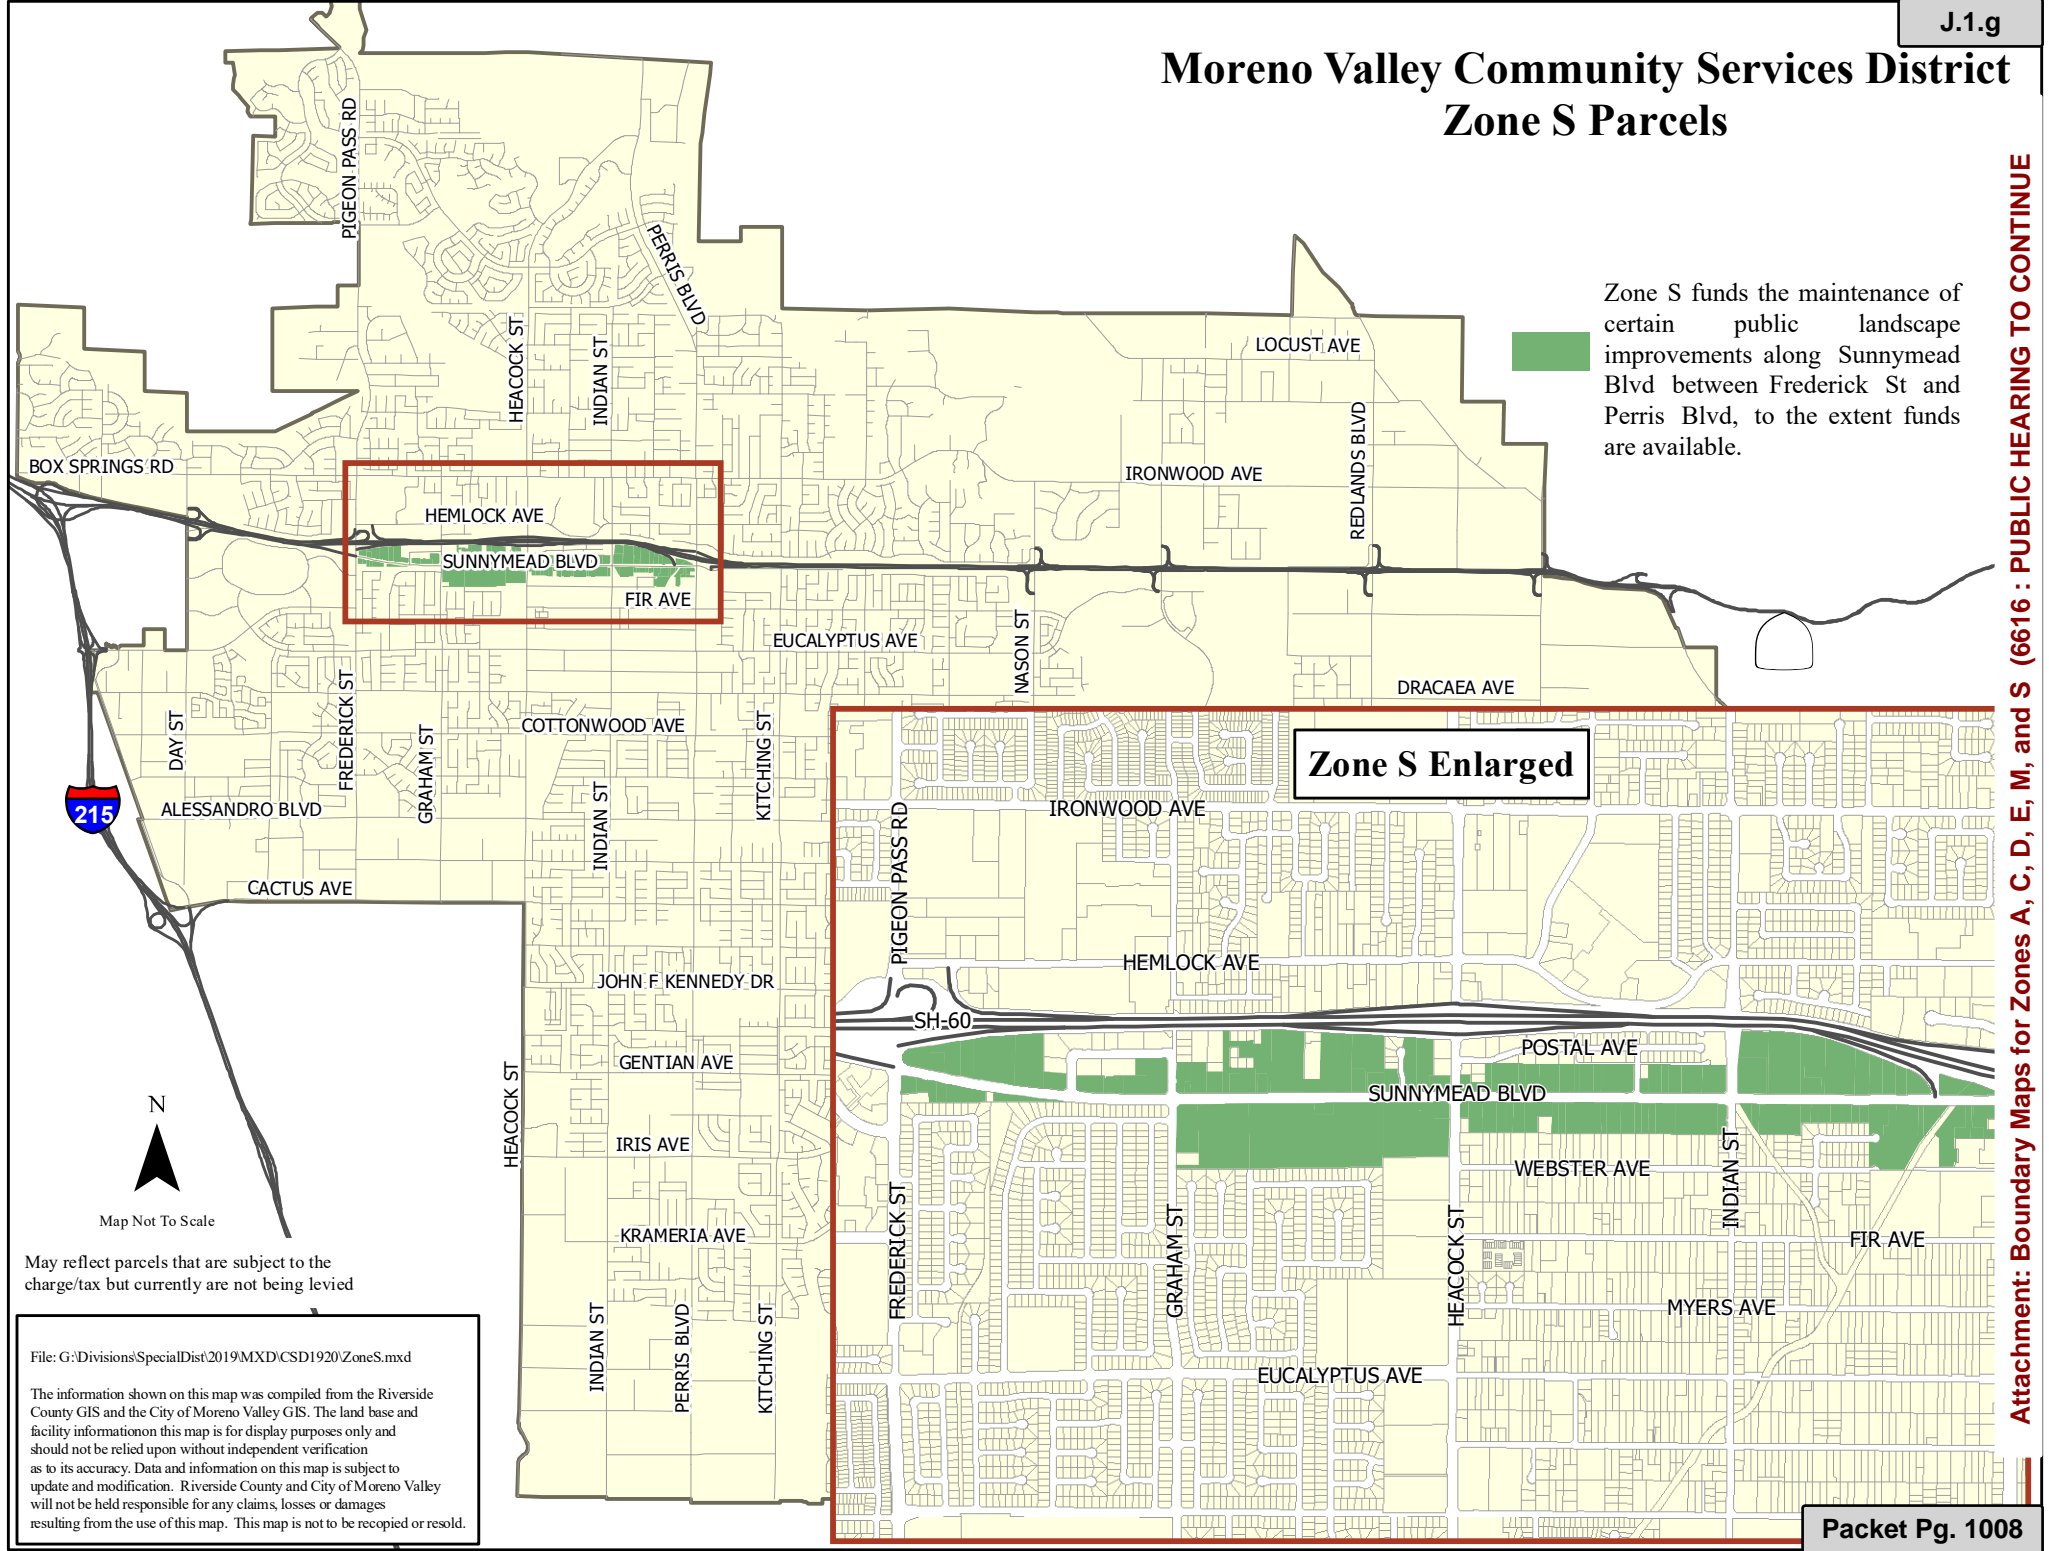 J.1.g
Moreno Valley Community Services District
Zone S Parcels
Zone S funds the maintenance of
certain public landscape
improvements along Sunnymead
Blvd between Frederick St and
Perris Blvd, to the extent funds
are available.
Attachment: Boundary Maps for Zones A, C, D, E, M, and S (6616 : PUBLIC HEARING TO CONTINUE
PIGEON PASS RD
PERRIS BLVD
HEACOCK ST
INDIAN ST
LOCUST AVE
REDLANDS BLVD
BOX SPRINGS RD
IRONWOOD AVE
HEMLOCK AVE
SUNNYMEAD BLVD
FIR AVE
EUCALYPTUS AVE
NASON ST
DRACAEA AVE
DAY ST
FREDERICK ST
GRAHAM ST
COTTONWOOD AVE
KITCHING ST
INDIAN ST
ALESSANDRO BLVD
215
CACTUS AVE
JOHN F KENNEDY DR
GENTIAN AVE
HEACOCK ST
IRIS AVE
KRAMERIA AVE
INDIAN ST
PERRIS BLVD
KITCHING ST
Zone S Enlarged
IRONWOOD AVE
PIGEON PASS RD
HEMLOCK AVE
SH-60
POSTAL AVE
SUNNYMEAD BLVD
WEBSTER AVE
INDIAN ST
FREDERICK ST
GRAHAM ST
HEACOCK ST
FIR AVE
MYERS AVE
EUCALYPTUS AVE
N
Map Not To Scale
May reflect parcels that are subject to the
charge/tax but currently are not being levied
File: G:\Divisions\SpecialDist\2019\MXD\CSD1920\ZoneS.mxd
The information shown on this map was compiled from the Riverside
County GIS and the City of Moreno Valley GIS. The land base and
facility informationon this map is for display purposes only and
should not be relied upon without independent verification
as to its accuracy. Data and information on this map is subject to
update and modification. Riverside County and City of Moreno Valley
will not be held responsible for any claims, losses or damages
resulting from the use of this map. This map is not to be recopied or resold.
Packet Pg. 1008